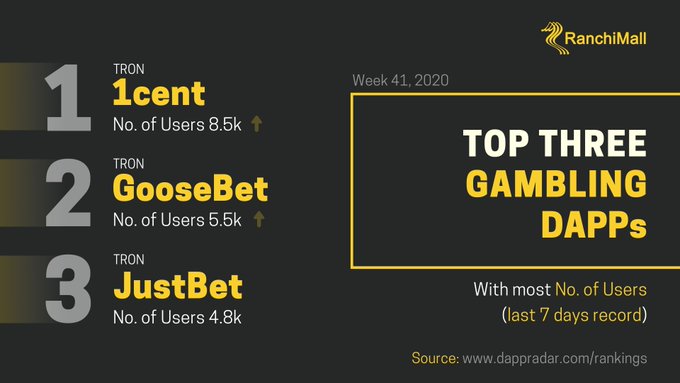 RanchiMall
1
TRON
1cent
No. of Users 8.5k
2
TRON
GooseBet
No. of Users 5.5k
3
TRON
JustBet
No. of Users 4.8k
Week 41, 2020
TOP THREE
GAMBLING
DAPPs
With most No. of Users
(last 7 days record)
Source: www.dappradar.com/rankings